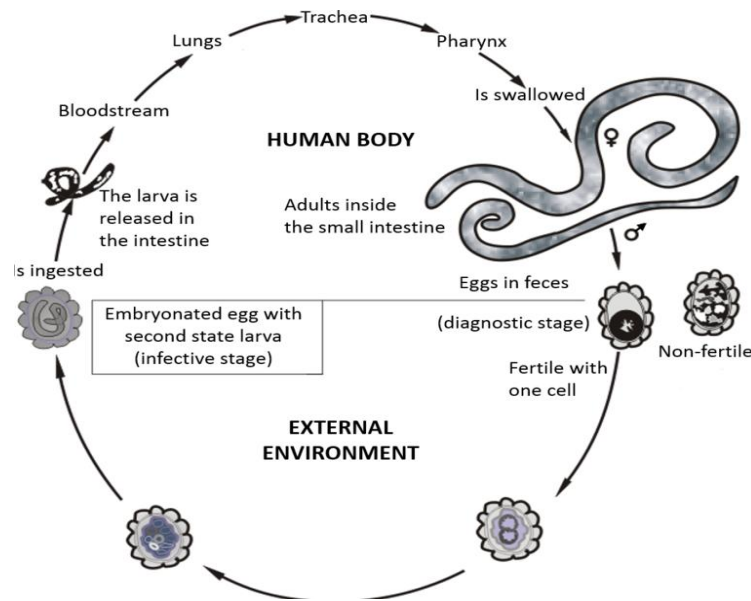 Trachea
Lungs
Pharynx
Is swallowed
Bloodstream
HUMAN BODY
♀
The larva is
released in
the intestine
Adults inside
the small intestine
♂
Is ingested
Eggs in feces
Embryonated egg with
second state larva
(infective stage)
(diagnostic stage)
Non-fertile
Fertile with
one cell
EXTERNAL
ENVIRONMENT